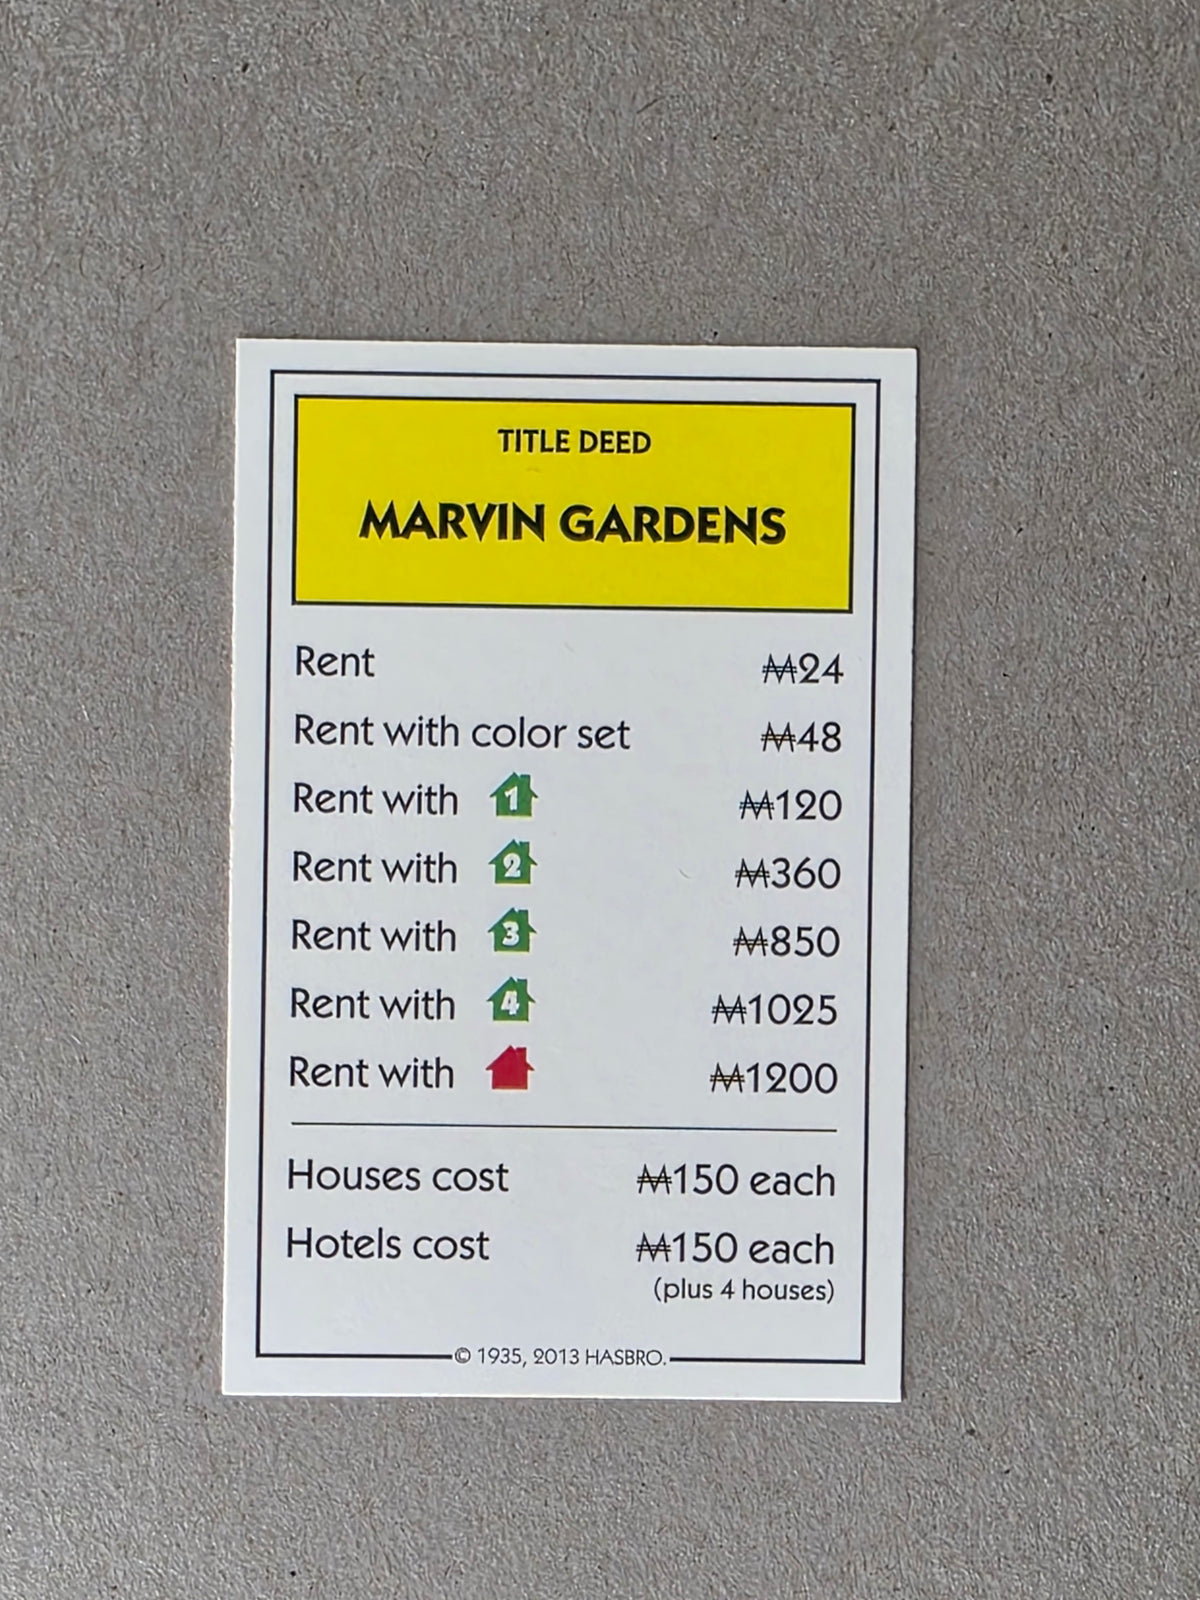 TITLE DEED
MARVIN GARDENS
Rent ₩24
Rent with color set ₩48
Rent with 1 ₩120
Rent with 2 ₩360
Rent with 3 ₩850
Rent with 4 ₩1025
Rent with ₩1200
Houses cost ₩150 each
Hotels cost ₩150 each
(plus 4 houses)
© 1935, 2013 HASBRO.